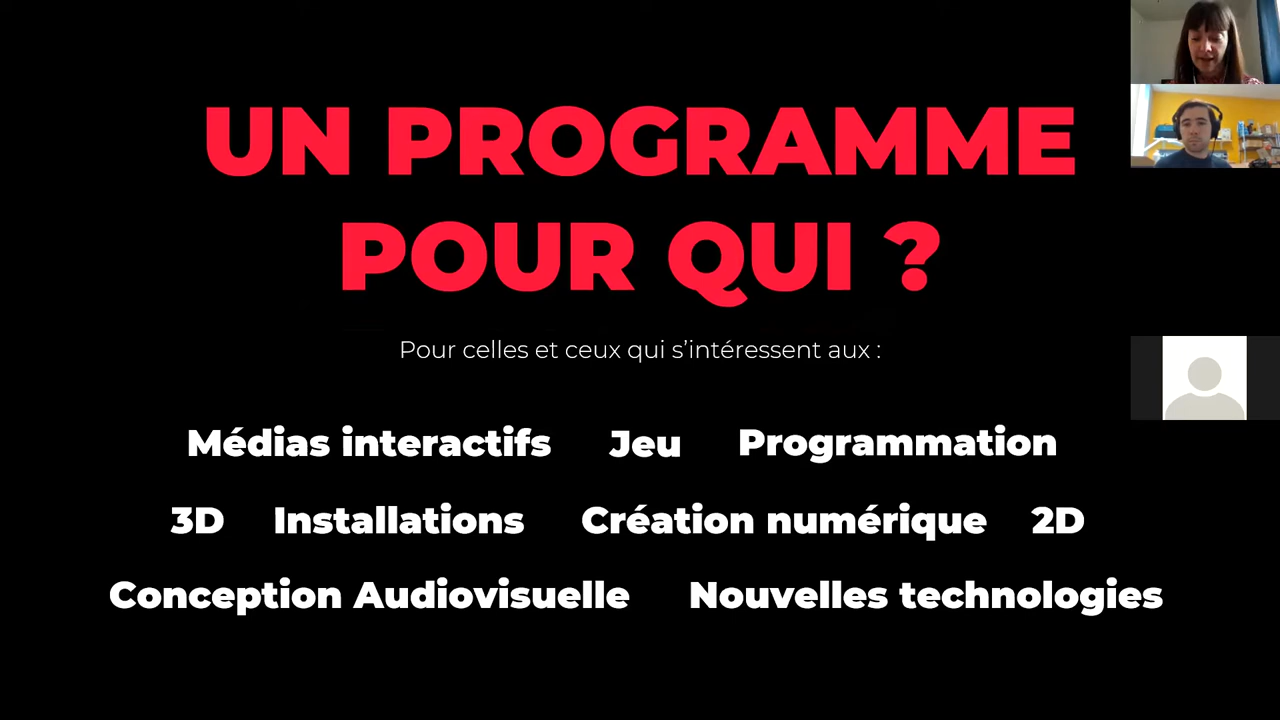 UN PROGRAMME
POUR QUI ?
Pour celles et ceux qui s’intéressent aux :
Médias interactifs Jeu Programmation
3D Installations Création numérique 2D
Conception Audiovisuelle Nouvelles technologies